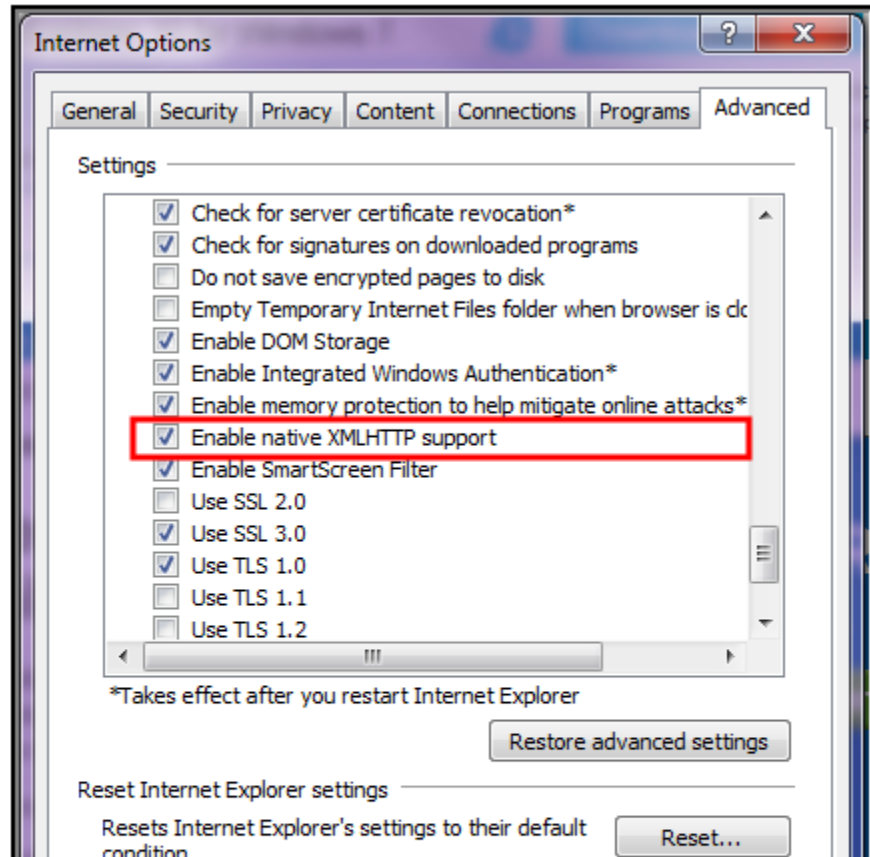 Internet Options
General Security Privacy Content Connections Programs Advanced
Settings
Check for server certificate revocation*
Check for signatures on downloaded programs
Do not save encrypted pages to disk
Empty Temporary Internet Files folder when browser is
Enable DOM Storage
Enable Integrated Windows Authentication*
Enable memory protection to help mitigate online attacks*
Enable native XMLHTTP support
Enable SmartScreen Filter
Use SSL 2.0
Use SSL 3.0
Use TLS 1.0
Use TLS 1.1
Use TLS 1.2
*Takes effect after you restart Internet Explorer
Restore advanced settings
Reset Internet Explorer settings
Resets Internet Explorer's settings to their default
condition
Reset...